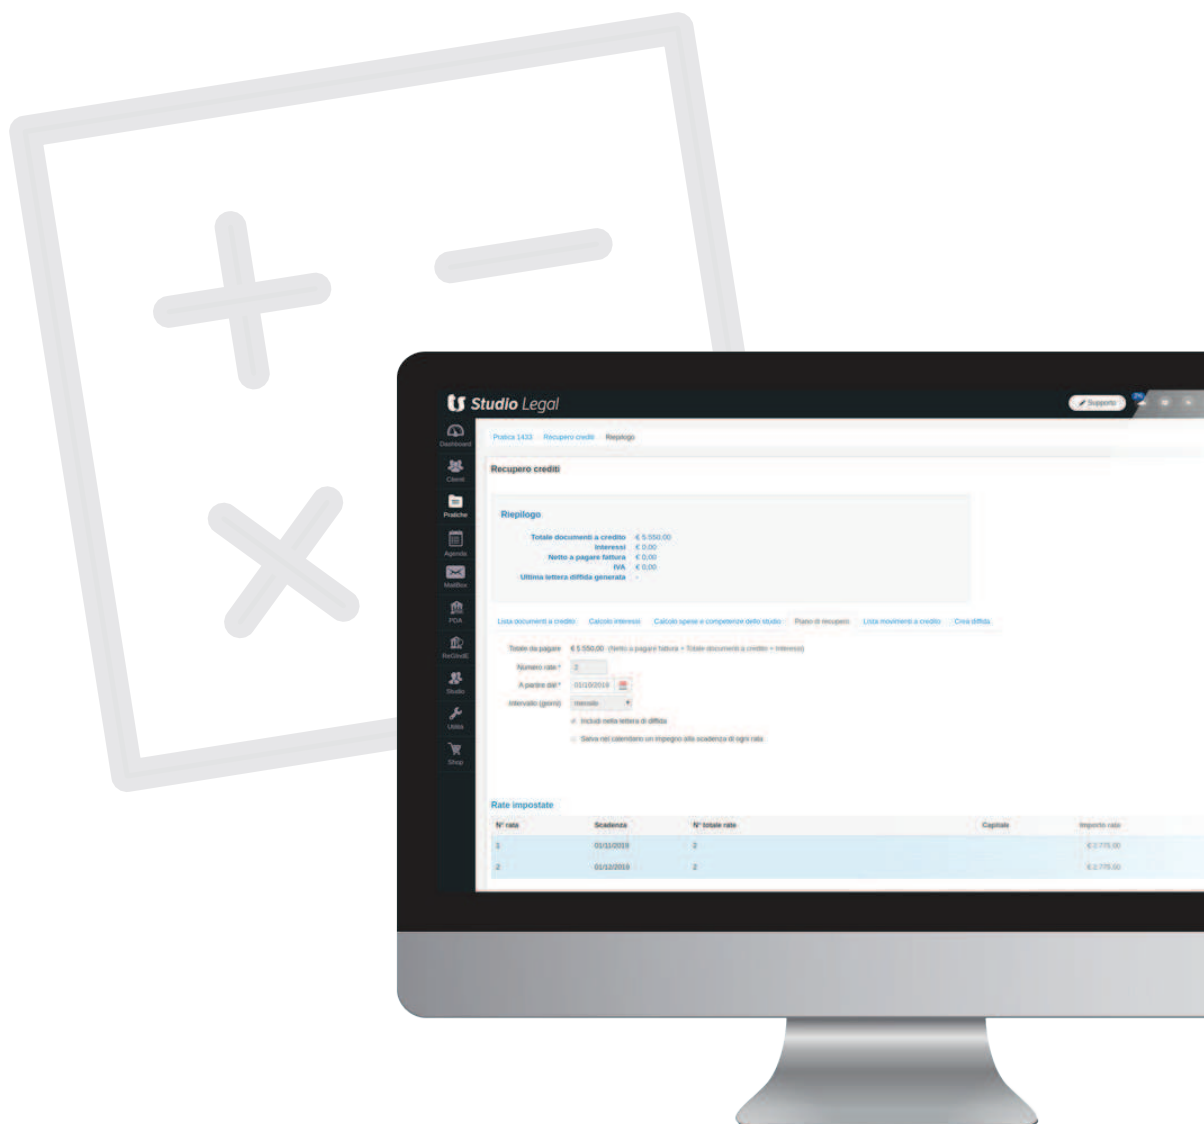 ts Studio Legal
Supporto
Dashboard
Clienti
Pratiche
Agenda
MailBox
PDA
ReGIndE
Studio
Utilità
Shop
Pratica 1433 Recupero crediti Riepilogo
Recupero crediti
Riepilogo
Totale documenti a credito € 5.550,00
Interessi € 0,00
Netto a pagare fattura € 0,00
IVA € 0,00
Ultima lettera diffida generata -
Lista documenti a credito Calcolo interessi Calcolo spese e competenze dello studio Piano di recupero Lista movimenti a credito Crea diffida
Totale da pagare € 5.550,00 (Netto a pagare fattura + Totale documenti a credito + Interessi)
Numero rate * 2
A partire dal * 01/10/2019
Intervallo (giorni) mensile
Includi nella lettera di diffida
Salva nel calendario un impegno alla scadenza di ogni rata
Rate impostate
N° rata Scadenza N° totale rate Capitale Importo rata
1 01/11/2019 2 € 2.775,00
2 01/12/2019 2 € 2.775,00